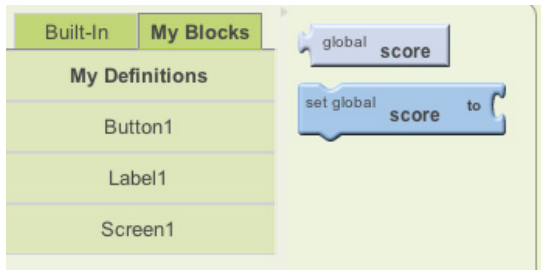 Built-In My Blocks
My Definitions
Button1
Label1
Screen1
global score
set global score to